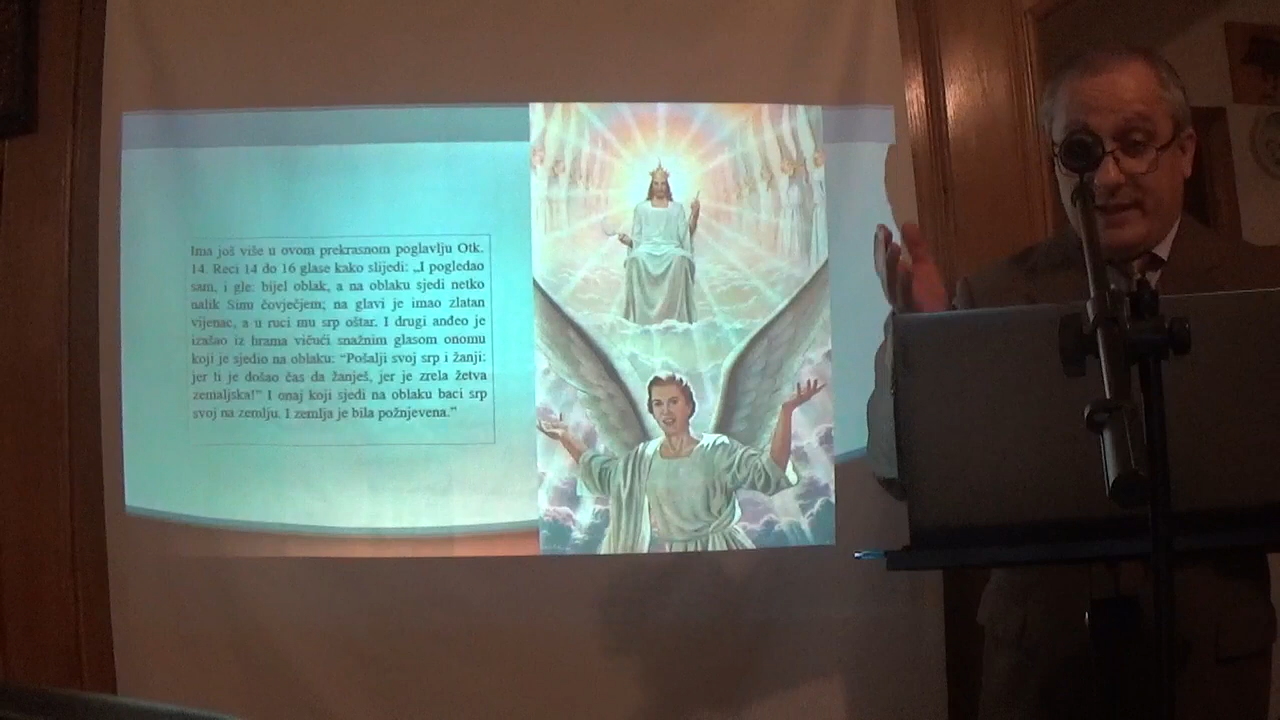 Ima još više u ovom prekrasnom poglavlju Otk.
14. Reci 14 do 16 glase kako slijedi: „I pogledao
sam, i gle: bijel oblak, a na oblaku sjedi netko
nalik Sinu čovječjem; na glavi je imao zlatan
vijenac, a u ruci mu srp oštar. I drugi anđeo je
izašao iz hrama vičući snažnim glasom onomu
koji je sjedio na oblaku: “Pošalji svoj srp i žanji:
jer ti je došao čas da žanješ, jer je zrela žetva
zemaljska!” I onaj koji sjedi na oblaku baci srp
svoj na zemlju. I zemlja je bila požnjevena.”